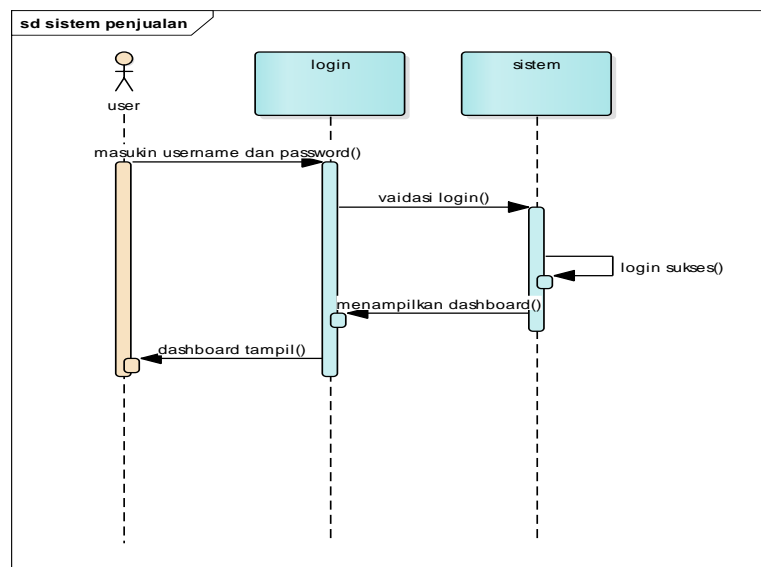 sd sistem penjualan
login
sistem
user
masukin username dan password()
vaidasi login()
login sukses()
menampilkan dashboard()
dashboard tampil()